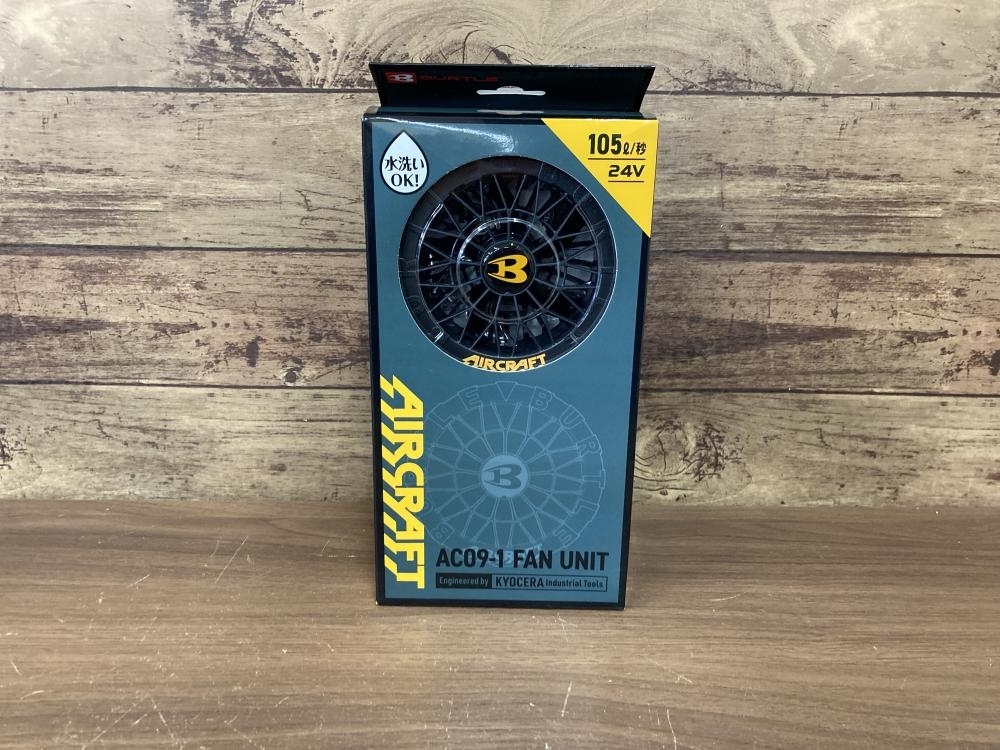 BURTLE
水洗い
OK!
105ℓ/秒
24V
B
AIRCRAFT
AIRCRAFT
BURTLE
B
AC09-1 FAN UNIT
Engineered by KYOCERA Industrial Tools